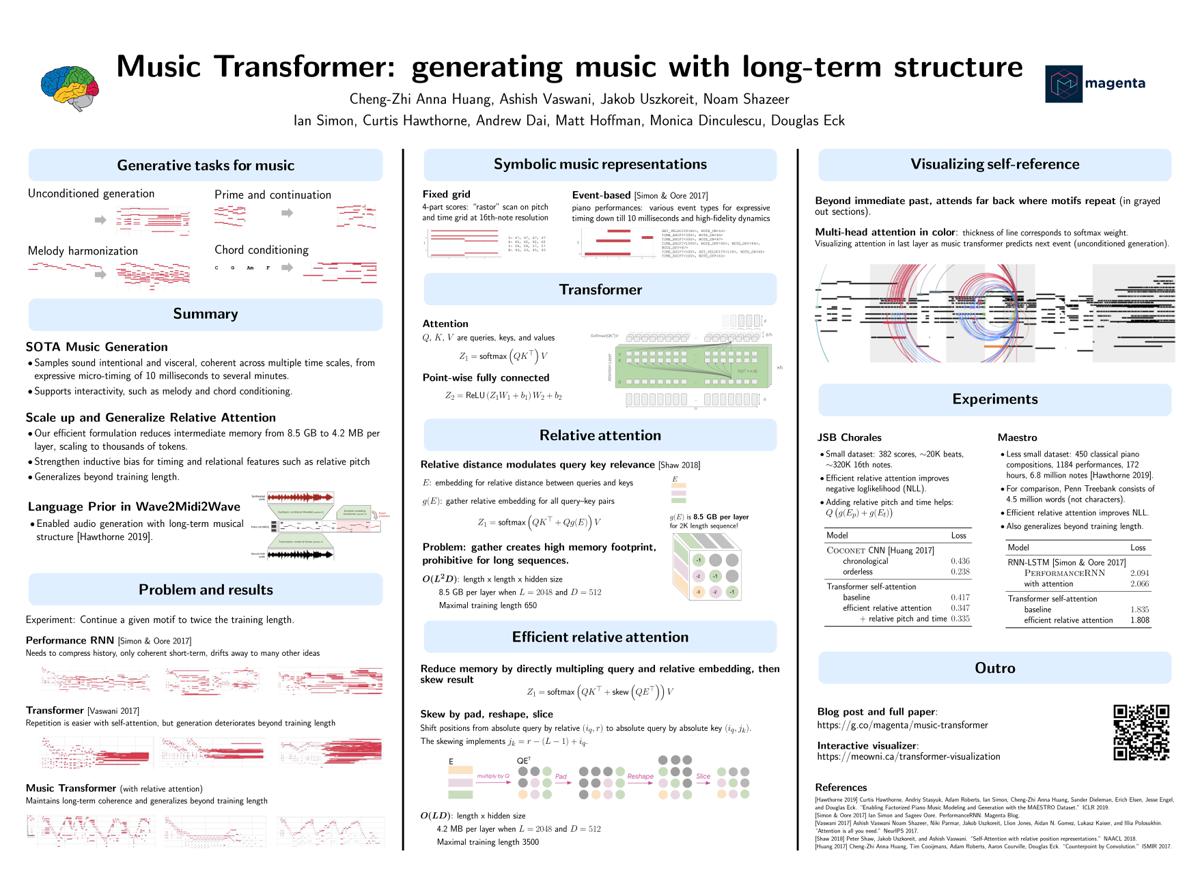 Music Transformer: generating music with long-term structure
Cheng-Zhi Anna Huang, Ashish Vaswani, Jakob Uszkoreit, Noam Shazeer
Ian Simon, Curtis Hawthorne, Andrew Dai, Matt Hoffman, Monica Dinculescu, Douglas Eck
magenta
Generative tasks for music
Unconditioned generation
Prime and continuation
Melody harmonization
Chord conditioning
C G Am F
Summary
SOTA Music Generation
• Samples sound intentional and visceral, coherent across multiple time scales, from
expressive micro-timing of 10 milliseconds to several minutes.
• Supports interactivity, such as melody and chord conditioning.
Scale up and Generalize Relative Attention
• Our efficient formulation reduces intermediate memory from 8.5 GB to 4.2 MB per
layer, scaling to thousands of tokens.
• Strengthen inductive bias for timing and relational features such as relative pitch
• Generalizes beyond training length.
Language Prior in Wave2Midi2Wave
• Enabled audio generation with long-term musical
structure [Hawthorne 2019].
Problem and results
Experiment: Continue a given motif to twice the training length.
Performance RNN [Simon & Oore 2017]
Needs to compress history, only coherent short-term, drifts away to many other ideas
Transformer [Vaswani 2017]
Repetition is easier with self-attention, but generation deteriorates beyond training length
Music Transformer (with relative attention)
Maintains long-term coherence and generalizes beyond training length
Symbolic music representations
Fixed grid
4-part scores: "rastor" scan on pitch
and time grid at 16th-note resolution
Event-based [Simon & Oore 2017]
piano performances: various event types for expressive
timing down till 10 milliseconds and high-fidelity dynamics
Transformer
Attention
Q, K, V are queries, keys, and values
Z₁ = softmax (QK⊤) V
Point-wise fully connected
Z₂ = ReLU (Z₁W₁ + b₁) W₂ + b₂
Relative attention
Relative distance modulates query key relevance [Shaw 2018]
E: embedding for relative distance between queries and keys
g(E): gather relative embedding for all query–key pairs
Z₁ = softmax (QK⊤ + Qg(E)) V
Problem: gather creates high memory footprint,
prohibitive for long sequences.
O(L²D): length x length x hidden size
8.5 GB per layer when L = 2048 and D = 512
Maximal training length 650
E
g(E) is 8.5 GB per layer
for 2K length sequence!
Efficient relative attention
Reduce memory by directly multipling query and relative embedding, then
skew result
Z₁ = softmax (QK⊤ + skew (QE⊤)) V
Skew by pad, reshape, slice
Shift positions from absolute query by relative (i_q, r) to absolute query by absolute key (i_q, j_k).
The skewing implements j_k = r − (L − 1) + i_q.
E
multiply by Q
QE⊤
Pad
Reshape
Slice
O(LD): length x hidden size
4.2 MB per layer when L = 2048 and D = 512
Maximal training length 3500
Visualizing self-reference
Beyond immediate past, attends far back where motifs repeat (in grayed
out sections).
Multi-head attention in color: thickness of line corresponds to softmax weight.
Visualizing attention in last layer as music transformer predicts next event (unconditioned generation).
Experiments
JSB Chorales
• Small dataset: 382 scores, ~20K beats,
~320K 16th notes.
• Efficient relative attention improves
negative loglikelihood (NLL).
• Adding relative pitch and time helps:
Q (g(E_p) + g(E_t))
Model Loss
Coconet CNN [Huang 2017]
chronological 0.436
orderless 0.238
Transformer self-attention
baseline 0.417
efficient relative attention 0.347
+ relative pitch and time 0.335
Maestro
• Less small dataset: 450 classical piano
compositions, 1184 performances, 172
hours, 6.8 million notes [Hawthorne 2019].
• For comparison, Penn Treebank consists of
4.5 million words (not characters).
• Efficient relative attention improves NLL.
• Also generalizes beyond training length.
Model Loss
RNN-LSTM [Simon & Oore 2017]
PerformanceRNN 2.094
with attention 2.066
Transformer self-attention
baseline 1.835
efficient relative attention 1.808
Outro
Blog post and full paper:
https://g.co/magenta/music-transformer
Interactive visualizer:
https://meowni.ca/transformer-visualization
References
[Hawthorne 2019] Curtis Hawthorne, Andriy Stasyuk, Adam Roberts, Ian Simon, Cheng-Zhi Anna Huang, Sander Dieleman, Erich Elsen, Jesse Engel,
and Douglas Eck. "Enabling Factorized Piano Music Modeling and Generation with the MAESTRO Dataset." ICLR 2019.
[Simon & Oore 2017] Ian Simon and Sageev Oore. PerformanceRNN. Magenta Blog.
[Vaswani 2017] Ashish Vaswani Noam Shazeer, Niki Parmar, Jakob Uszkoreit, Llion Jones, Aidan N. Gomez, Lukasz Kaiser, and Illia Polosukhin.
"Attention is all you need." NeurIPS 2017.
[Shaw 2018] Peter Shaw, Jakob Uszkoreit, and Ashish Vaswani. "Self-Attention with relative position representations." NAACL 2018.
[Huang 2017] Cheng-Zhi Anna Huang, Tim Cooijmans, Adam Roberts, Aaron Courville, Douglas Eck. "Counterpoint by Convolution." ISMIR 2017.